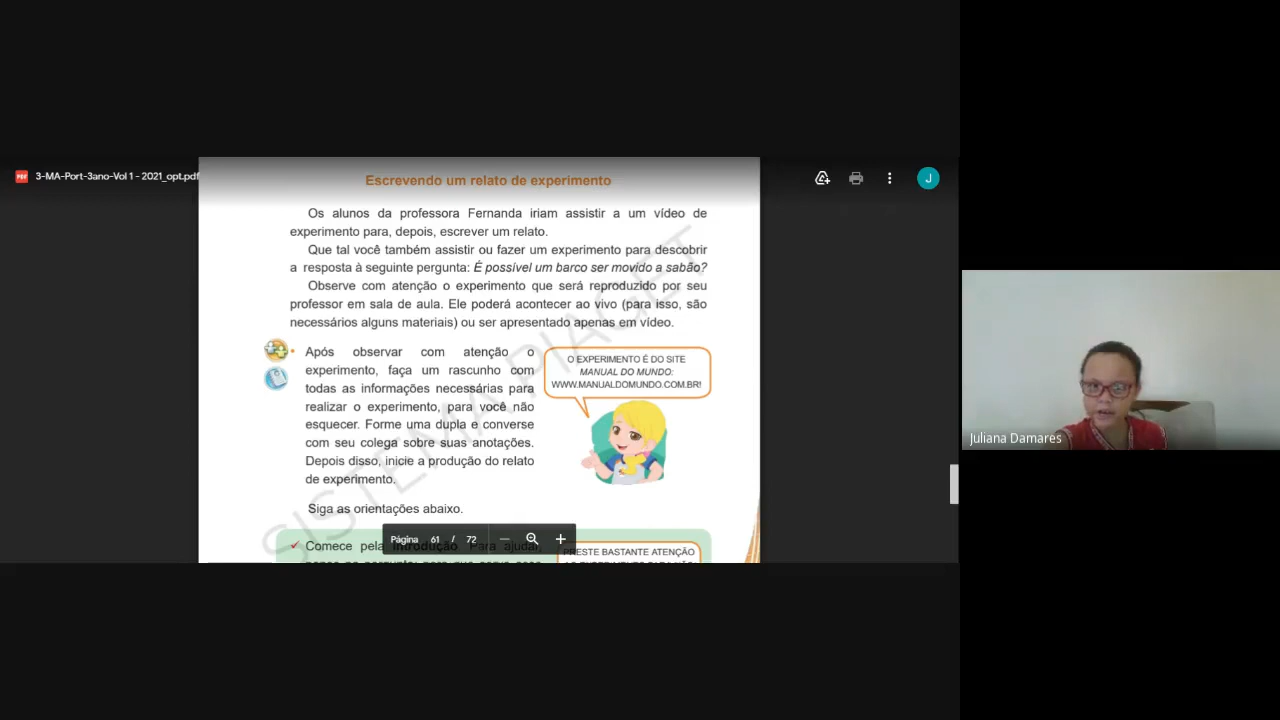 3-MA-Port-3ano-Vol 1 - 2021_opt.pdf
J
Escrevendo um relato de experimento
Os alunos da professora Fernanda iriam assistir a um vídeo de
experimento para, depois, escrever um relato.
Que tal você também assistir ou fazer um experimento para descobrir
a resposta à seguinte pergunta: É possível um barco ser movido a sabão?
Observe com atenção o experimento que será reproduzido por seu
professor em sala de aula. Ele poderá acontecer ao vivo (para isso, são
necessários alguns materiais) ou ser apresentado apenas em vídeo.
Após observar com atenção o
experimento, faça um rascunho com
todas as informações necessárias para
realizar o experimento, para você não
esquecer. Forme uma dupla e converse
com seu colega sobre suas anotações.
Depois disso, inicie a produção do relato
de experimento.
O EXPERIMENTO É DO SITE
MANUAL DO MUNDO:
WWW.MANUALDOMUNDO.COM.BR!
Siga as orientações abaixo.
Comece pela introdução Para ajudar,
PRESTE BASTANTE ATENÇÃO
Página 61 / 72
SISTEMA PIAGET
Juliana Damares